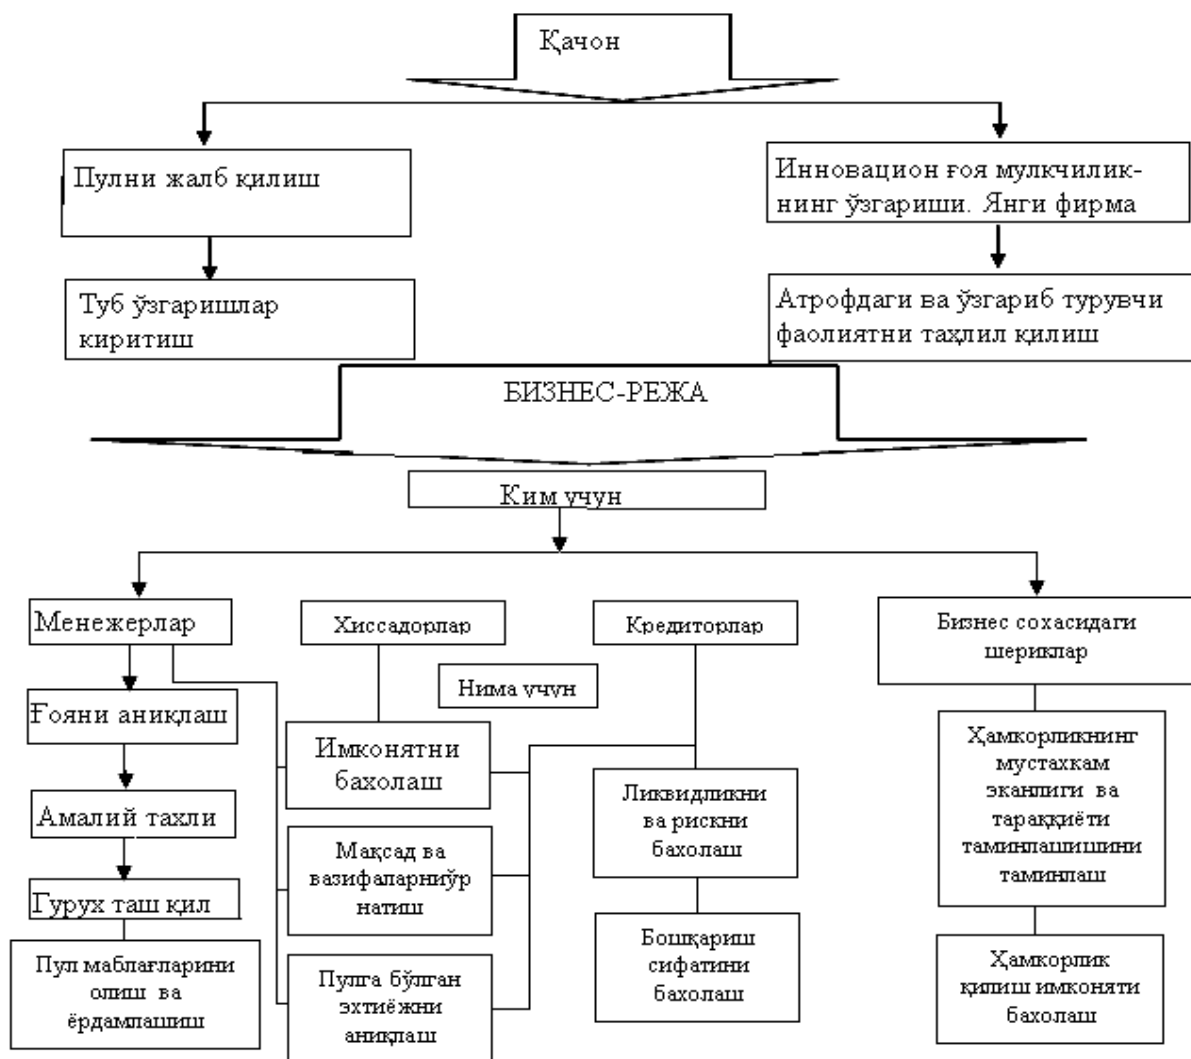 Қачон
Пулни жалб қилиш
Инновацион ғоя мулкчилик-
нинг ўзгариши. Янги фирма
Туб ўзгаришлар
киритиш
Атрофдаги ва ўзгариб турувчи
фаолиятни таҳлил қилиш
БИЗНЕС-РЕЖА
Ким учун
Менежерлар
Хиссадорлар
Кредиторлар
Бизнес сохасидаги
шериклар
Нима учун
Ғояни аниқлаш
Имконятни
бахолаш
Ҳамкорликнинг
мустахкам
эканлиги ва
тараққиёти
таминлашишини
таминлаш
Ликвидликни
ва рискни
бахолаш
Амалий тахли
Мақсад ва
вазифаларниўр
натиш
Гурух таш қил
Бошқариш
сифатини
бахолаш
Пул маблағларини
олиш ва
ёрдамлашиш
Пулга бўлган
эхтиёжни
аниқлаш
Ҳамкорлик
қилиш имконяти
бахолаш